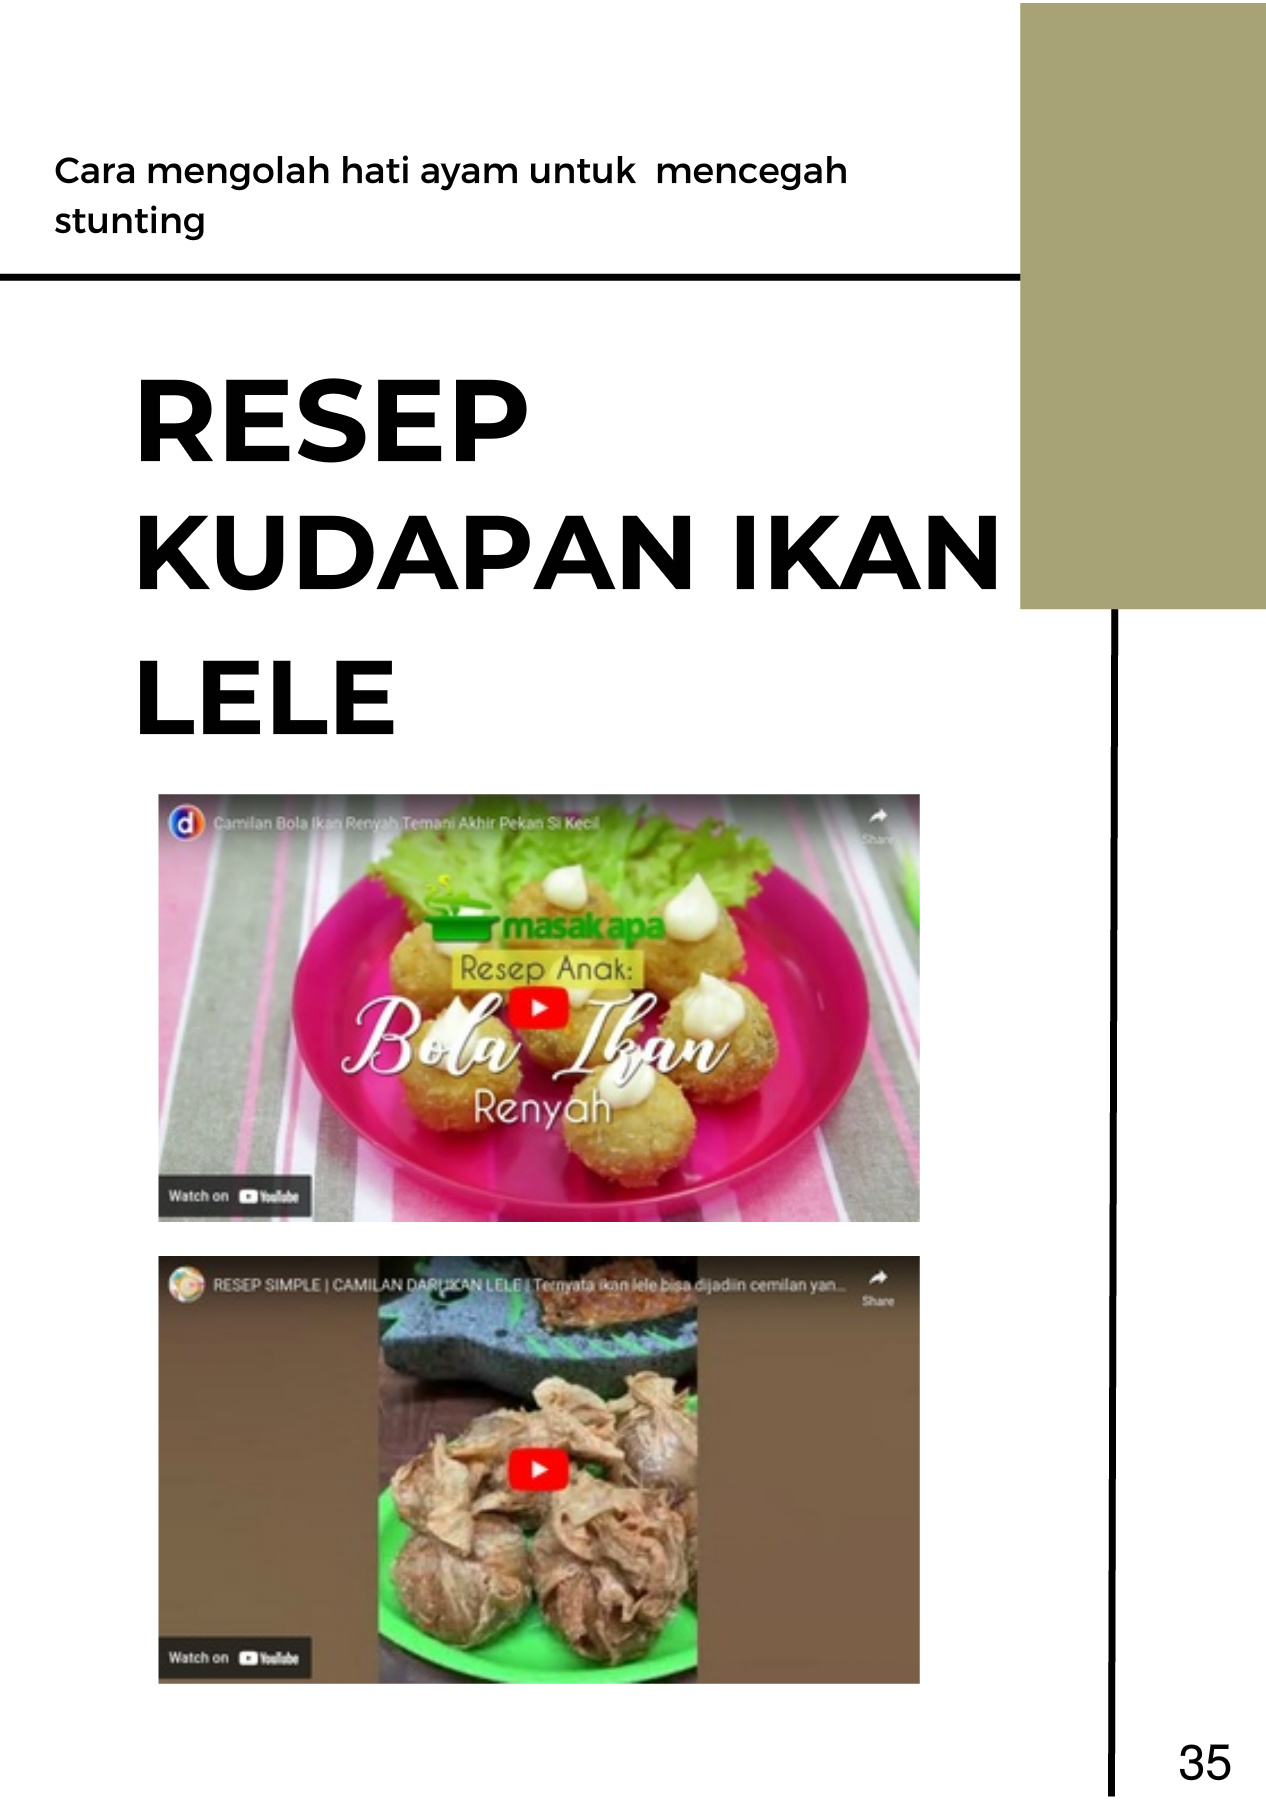 Cara mengolah hati ayam untuk  mencegah
stunting
RESEP
KUDAPAN IKAN
LELE
d Camilan Bola Ikan Renyah Temani Akhir Pekan Si Kecil
Share
masak apa
Resep Anak:
Bola Ikan
Renyah
Watch on YouTube
RESEP SIMPLE | CAMILAN DARI IKAN LELE | Ternyata ikan lele bisa dijadiin cemilan yan...
Share
Watch on YouTube
35